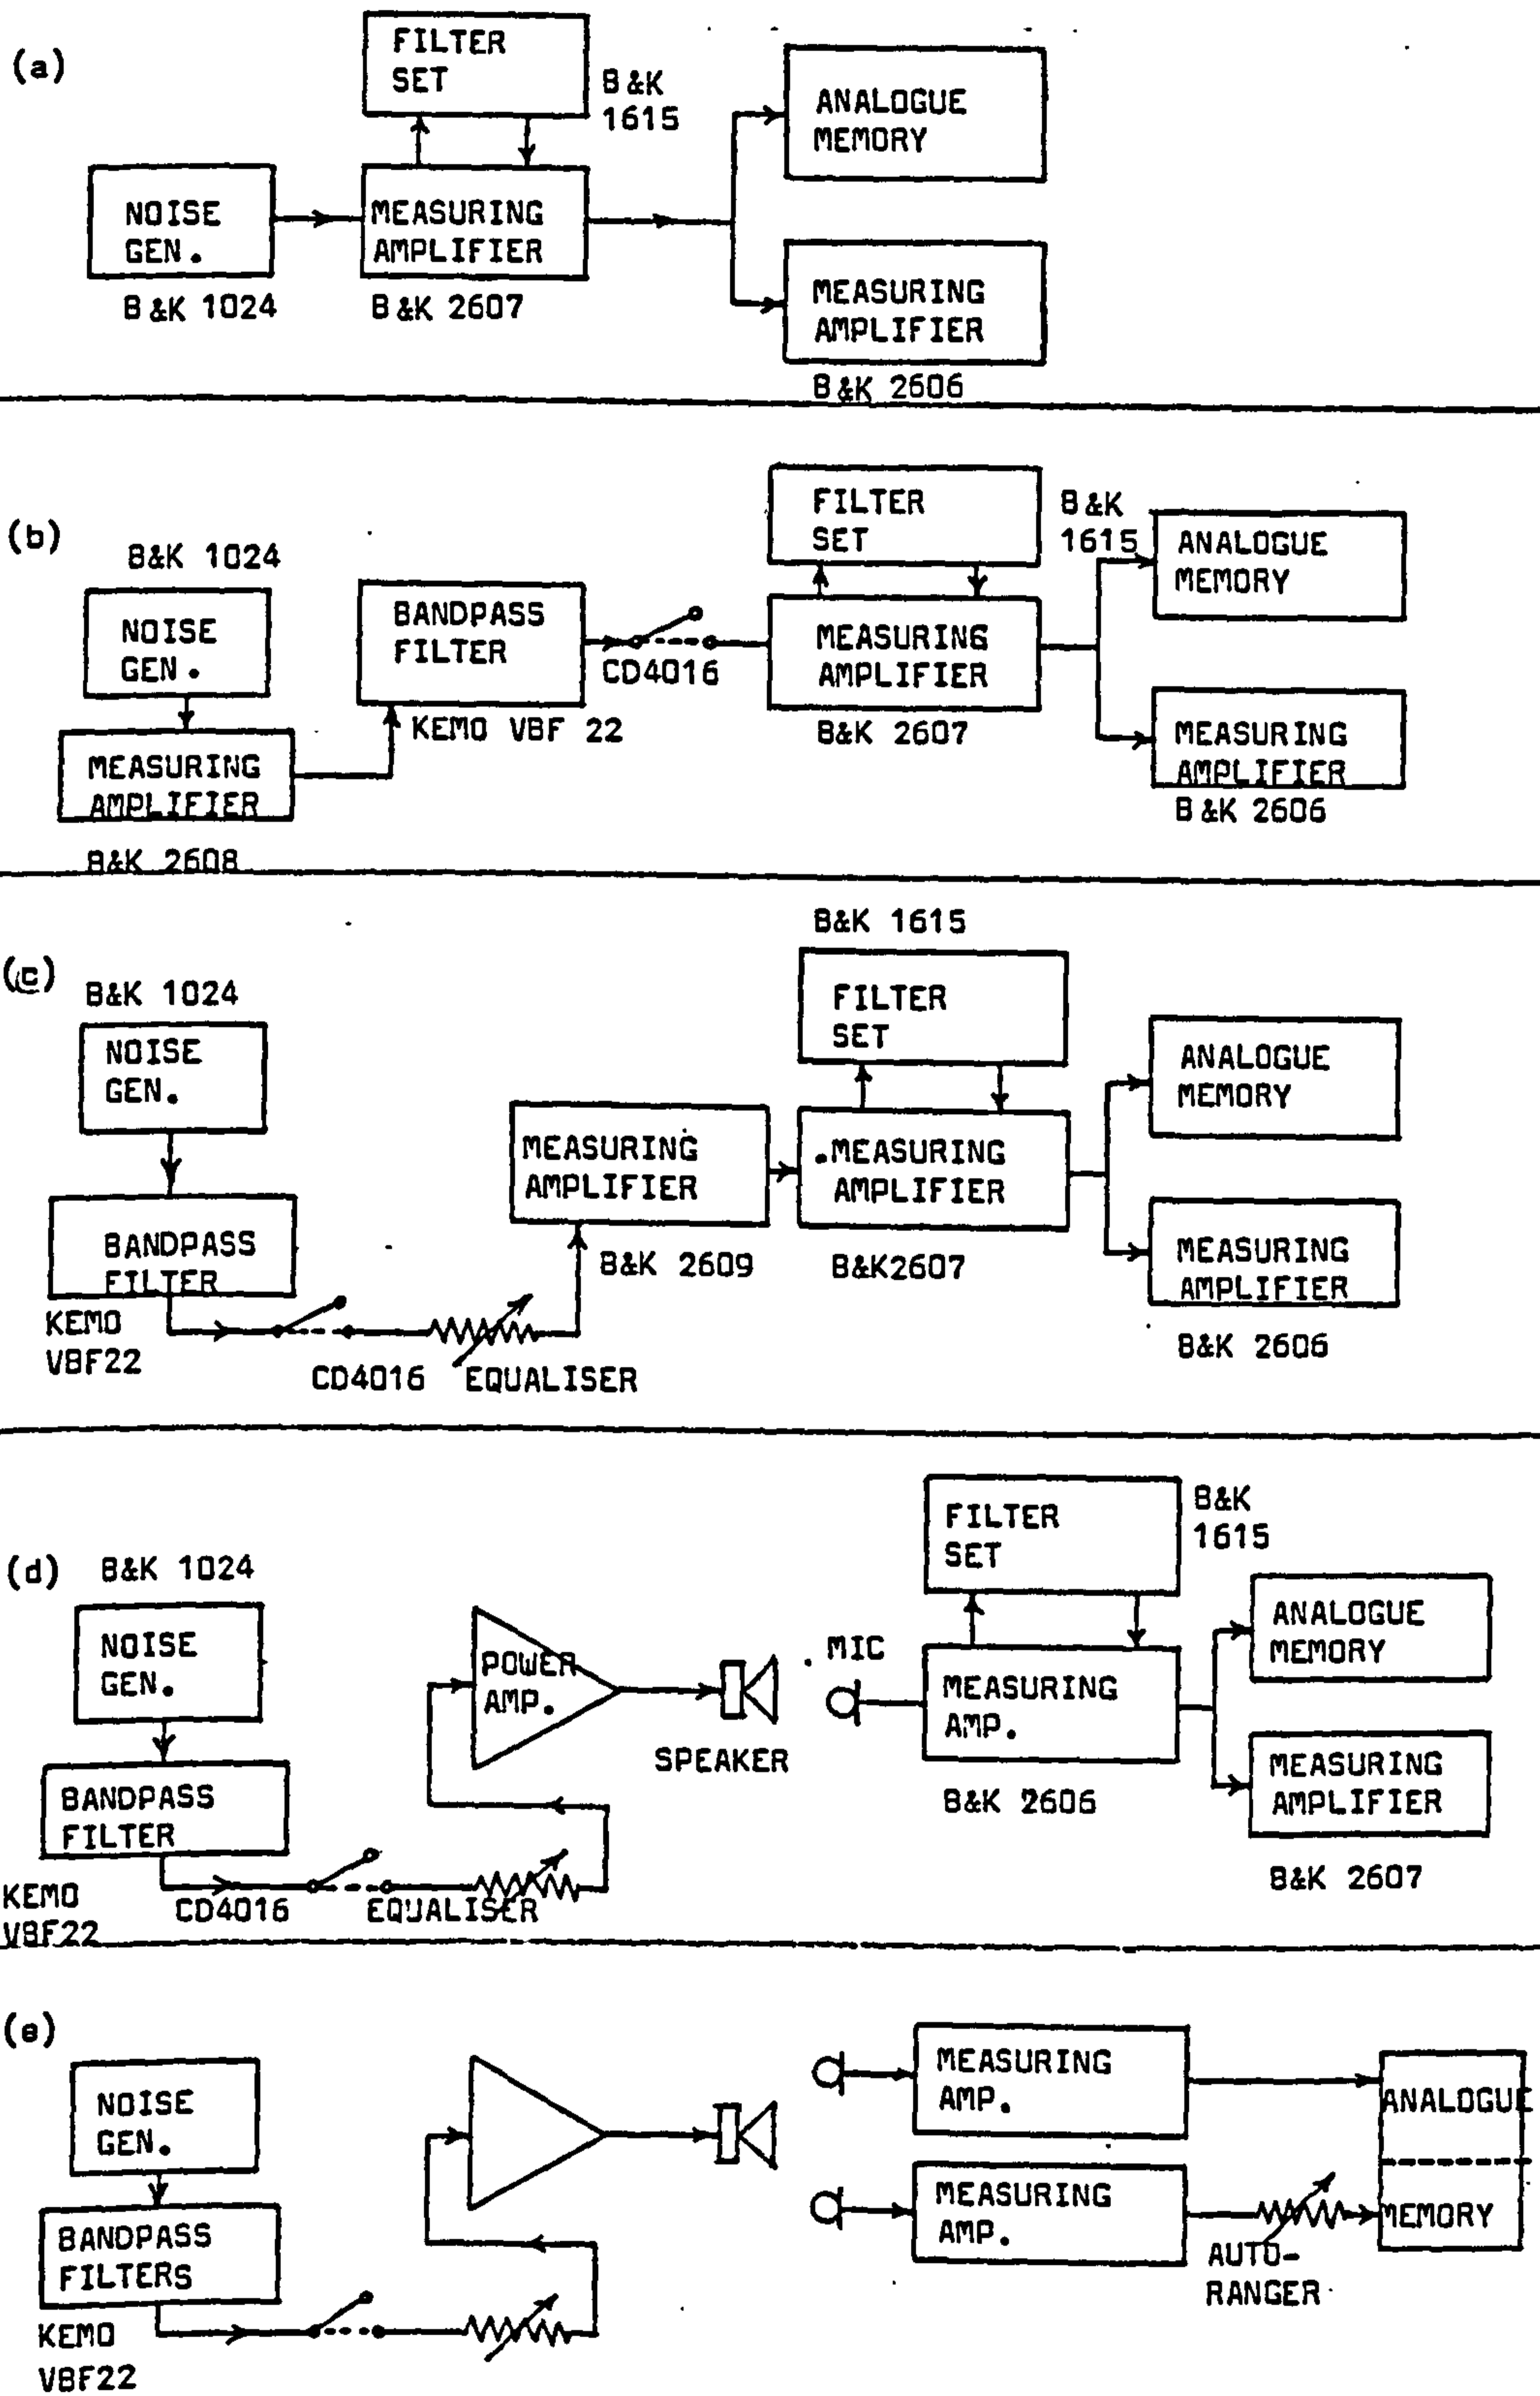 (a)
FILTER
SET
B&K
1615
ANALOGUE
MEMORY
NOISE
GEN.
MEASURING
AMPLIFIER
B&K 1024
B&K 2607
MEASURING
AMPLIFIER
B&K 2606
(b)
B&K 1024
NOISE
GEN.
MEASURING
AMPLIFIER
B&K 2608
BANDPASS
FILTER
KEMO VBF 22
CD4016
FILTER
SET
B&K
1615
MEASURING
AMPLIFIER
B&K 2607
ANALOGUE
MEMORY
MEASURING
AMPLIFIER
B&K 2606
(c)
B&K 1024
NOISE
GEN.
BANDPASS
FILTER
KEMO
VBF22
CD4016 EQUALISER
MEASURING
AMPLIFIER
B&K 2609
B&K 1615
FILTER
SET
MEASURING
AMPLIFIER
B&K2607
ANALOGUE
MEMORY
MEASURING
AMPLIFIER
B&K 2606
(d)
B&K 1024
NOISE
GEN.
BANDPASS
FILTER
KEMO
VBF22
CD4016
EQUALISER
POWER
AMP.
SPEAKER
MIC
FILTER
SET
B&K
1615
MEASURING
AMP.
B&K 2606
ANALOGUE
MEMORY
MEASURING
AMPLIFIER
B&K 2607
(e)
NOISE
GEN.
BANDPASS
FILTERS
KEMO
VBF22
MEASURING
AMP.
MEASURING
AMP.
AUTO-
RANGER
ANALOGUE
MEMORY